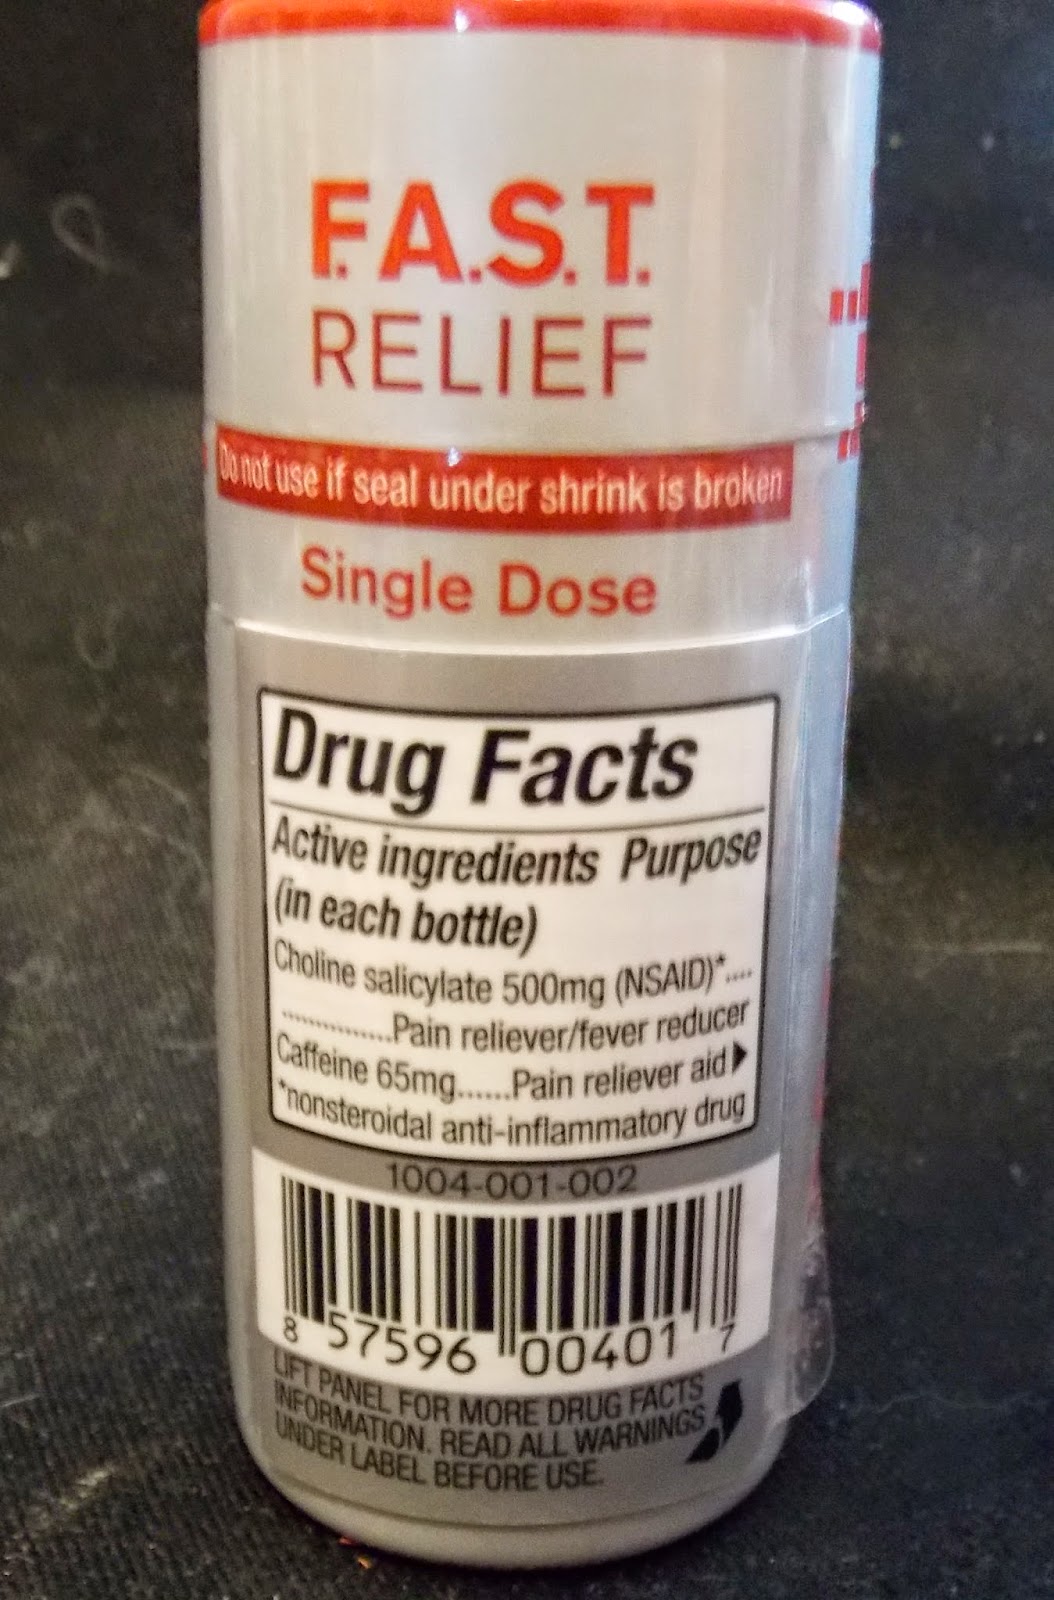 F.A.S.T.
RELIEF
Do not use if seal under shrink is broken
Single Dose
Drug Facts
Active ingredients Purpose
(in each bottle)
Choline salicylate 500mg (NSAID)*....
...............Pain reliever/fever reducer
Caffeine 65mg......Pain reliever aid▶
*nonsteroidal anti-inflammatory drug
1004-001-002
8 57596 00401 7
LIFT PANEL FOR MORE DRUG FACTS
INFORMATION. READ ALL WARNINGS
UNDER LABEL BEFORE USE.